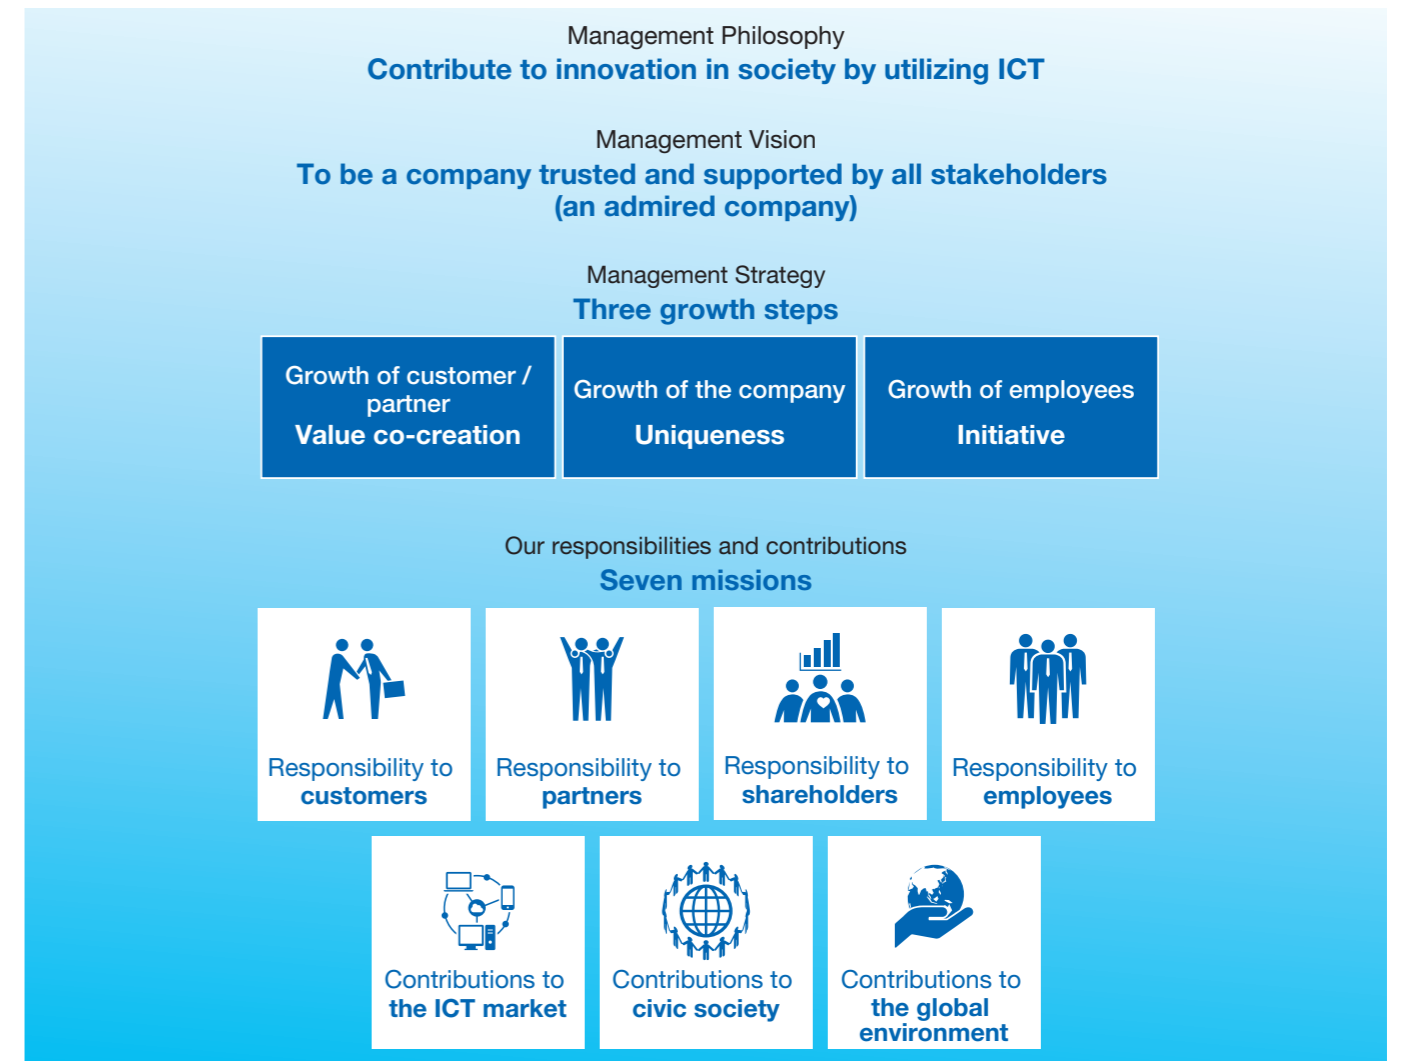 Management Philosophy
Contribute to innovation in society by utilizing ICT
Management Vision
To be a company trusted and supported by all stakeholders
(an admired company)
Management Strategy
Three growth steps
Growth of customer /
partner
Value co-creation
Growth of the company
Uniqueness
Growth of employees
Initiative
Our responsibilities and contributions
Seven missions
Responsibility to
customers
Responsibility to
partners
Responsibility to
shareholders
Responsibility to
employees
Contributions to
the ICT market
Contributions to
civic society
Contributions to
the global
environment